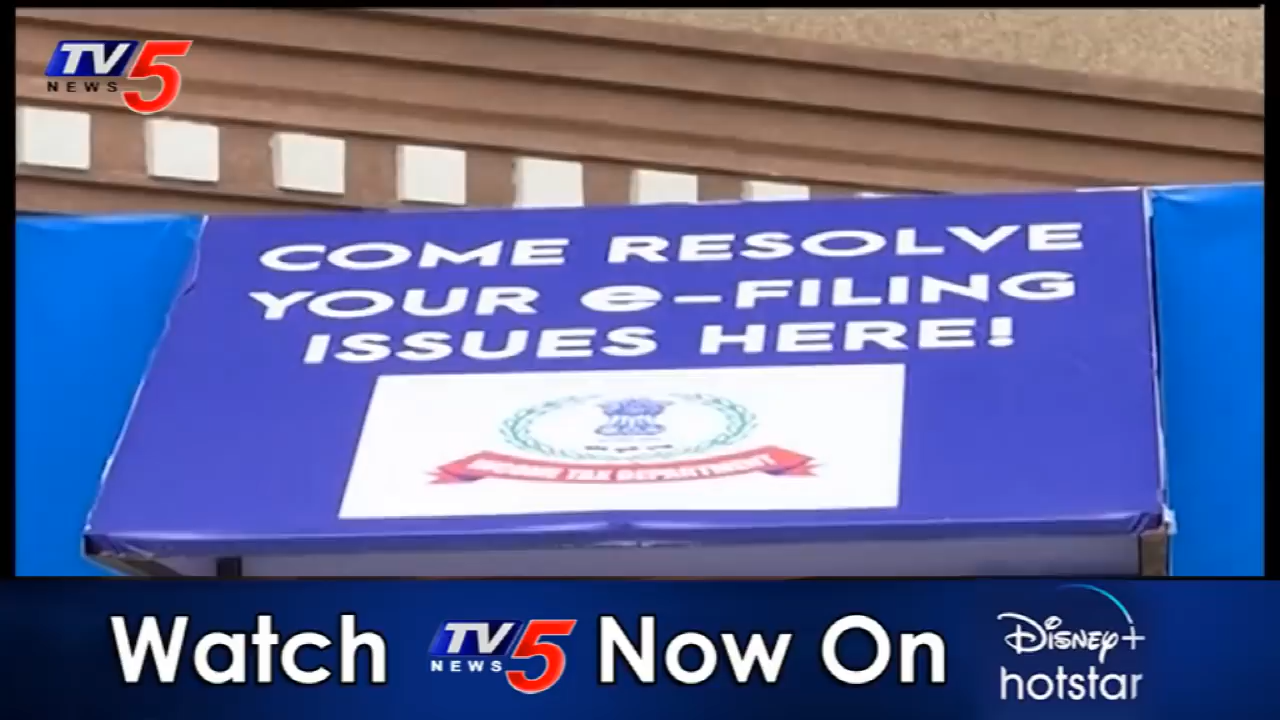 TV5
NEWS
COME RESOLVE
YOUR e-FILING
ISSUES HERE!
INCOME TAX DEPARTMENT
Watch TV5 NEWS Now On Disney+ hotstar